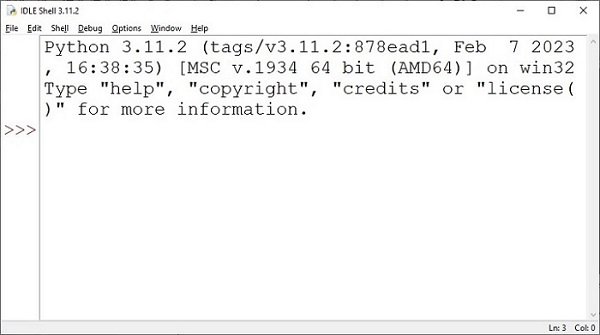 IDLE Shell 3.11.2
File Edit Shell Debug Options Window Help
Python 3.11.2 (tags/v3.11.2:878ead1, Feb  7 2023
, 16:38:35) [MSC v.1934 64 bit (AMD64)] on win32
Type "help", "copyright", "credits" or "license(
)" for more information.
>>>
Ln: 3 Col: 0